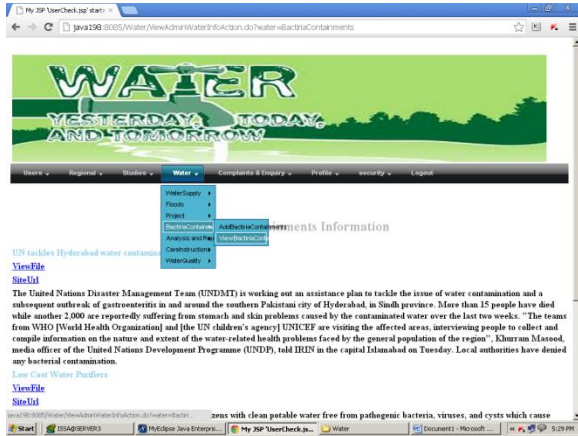 My JSP 'UserCheck.jsp' starti
java198:8085/Water/ViewAdminWaterInfoAction.do?water=BactriaContainments
WATER
YESTERDAY, TODAY,
AND TOMORROW
Users Regional Studies Water Complaints & Enquiry Profile security Logout
WaterSupply
Floods
Project
BactriaContainm AddBactriaContainments
Analysis and Rep ViewBactriaCont
CareInstructions
WaterQuality
ments Information
UN tackles Hyderabad water contamina
ViewFile
SiteUrl
The United Nations Disaster Management Team (UNDMT) is working out an assistance plan to tackle the issue of water contamination and a
subsequent outbreak of gastroenteritis in and around the southern Pakistani city of Hyderabad, in Sindh province. More than 15 people have died
while another 2,000 are reportedly suffering from stomach and skin problems caused by the contaminated water over the last two weeks. "The teams
from WHO [World Health Organization] and [the UN children's agency] UNICEF are visiting the affected areas, interviewing people to collect and
compile information on the nature and extent of the water-related health problems faced by the general population of the region", Khurram Masood,
media officer of the United Nations Development Programme (UNDP), told IRIN in the capital Islamabad on Tuesday. Local authorities have denied
any bacterial contamination.
Low Cost Water Purifiers
ViewFile
SiteUrl
java198:8085/Water/ViewAdminWaterInfoAction.do?water=Bactri... zens with clean potable water free from pathogenic bacteria, viruses, and cysts which cause
Start ISSA@SERVER3 MyEclipse Java Enterpris... My JSP 'UserCheck.js... Water Document1 - Microsoft ... 5:29 PM